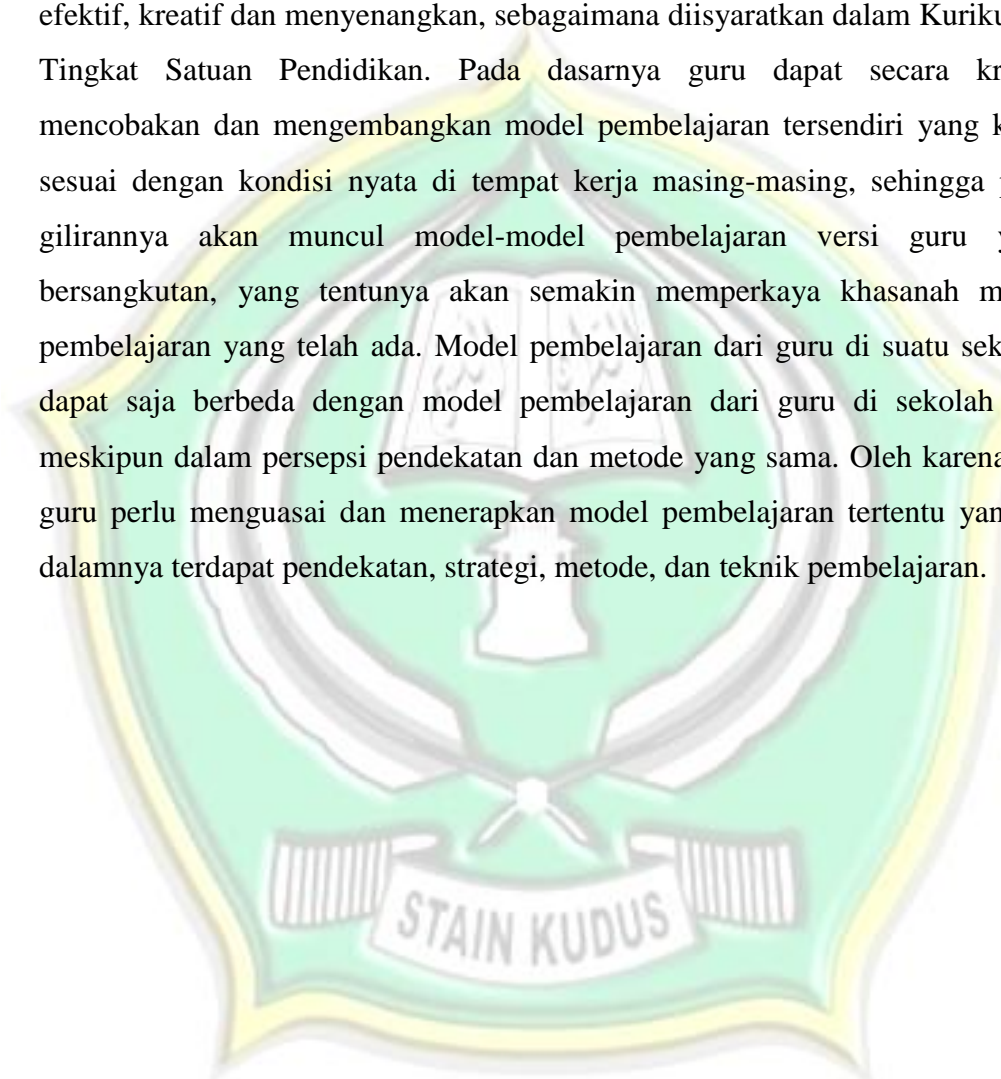 efektif, kreatif dan menyenangkan, sebagaimana diisyaratkan dalam Kuriku
Tingkat Satuan Pendidikan. Pada dasarnya guru dapat secara kr
mencobakan dan mengembangkan model pembelajaran tersendiri yang k
sesuai dengan kondisi nyata di tempat kerja masing-masing, sehingga p
gilirannya akan muncul model-model pembelajaran versi guru y
bersangkutan, yang tentunya akan semakin memperkaya khasanah m
pembelajaran yang telah ada. Model pembelajaran dari guru di suatu sek
dapat saja berbeda dengan model pembelajaran dari guru di sekolah
meskipun dalam persepsi pendekatan dan metode yang sama. Oleh karena
guru perlu menguasai dan menerapkan model pembelajaran tertentu yan
dalamnya terdapat pendekatan, strategi, metode, dan teknik pembelajaran.
STAIN KUDUS